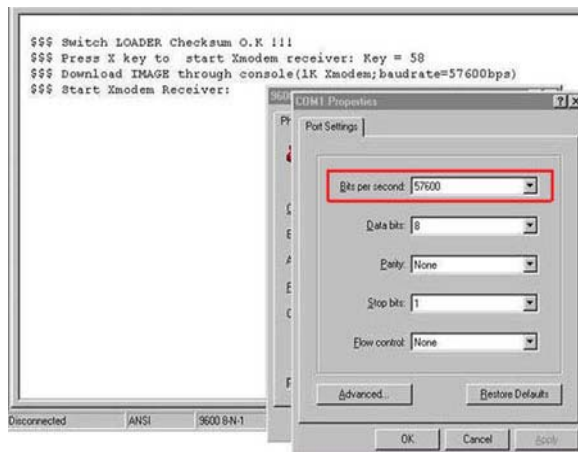 $$$ Switch LOADER Checksum O.K !!!
$$$ Press X key to start Xmodem receiver: Key = 58
$$$ Download IMAGE through console(1K Xmodem;baudrate=57600bps)
$$$ Start Xmodem Receiver:
960
COM1 Properties
Port Settings
Bits per second: 57600
Data bits: 8
Parity: None
Stop bits: 1
Flow control: None
Advanced...
Restore Defaults
Disconnected
ANSI
9600 8-N-1
OK
Cancel
Apply